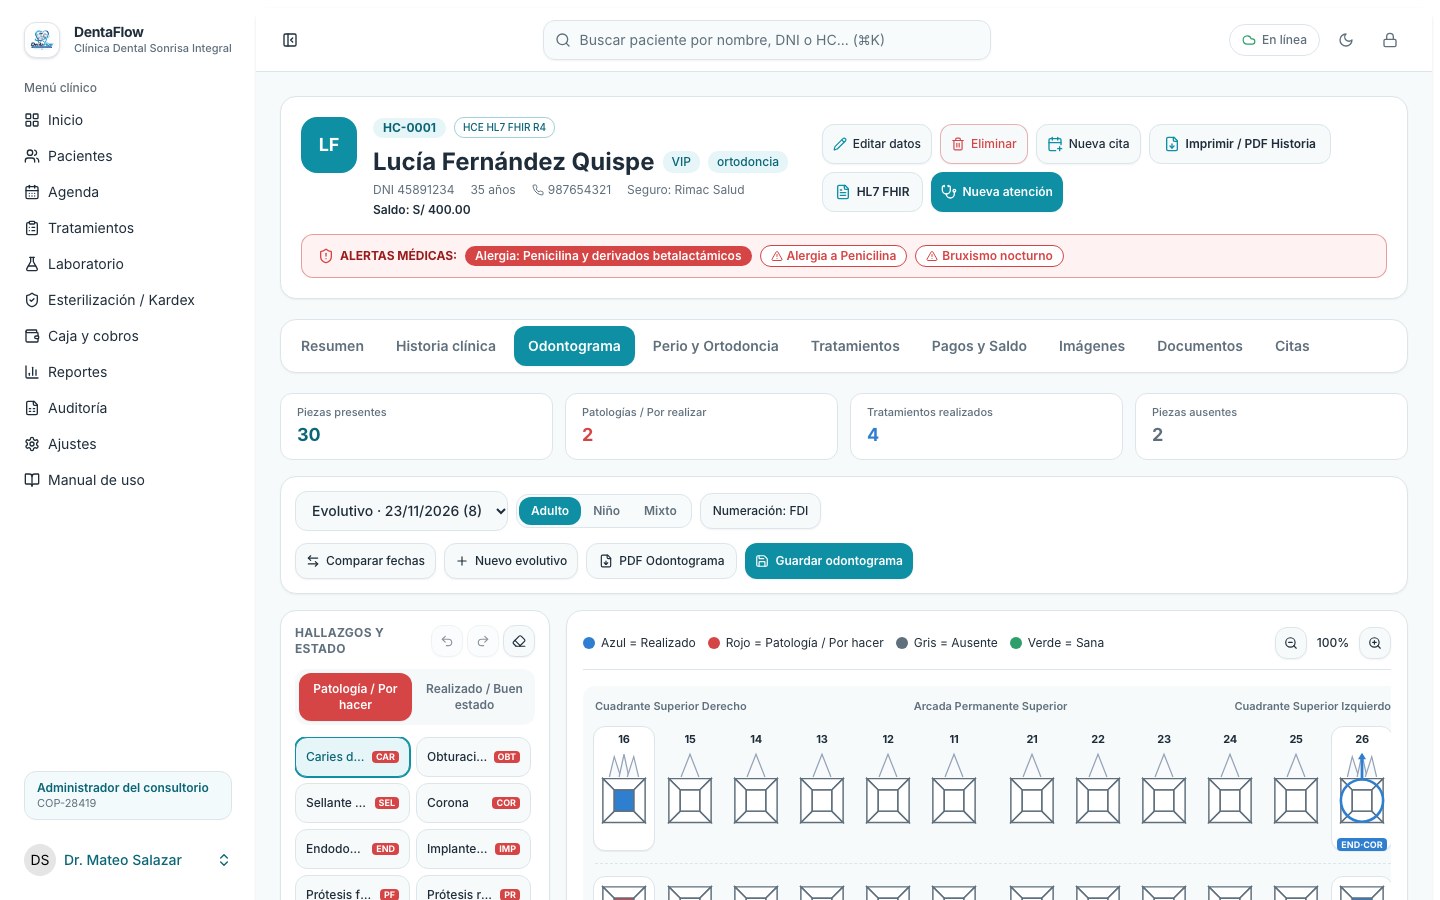 DentaFlow
Clínica Dental Sonrisa Integral
Menú clínico
Inicio
Pacientes
Agenda
Tratamientos
Laboratorio
Esterilización / Kardex
Caja y cobros
Reportes
Auditoría
Ajustes
Manual de uso
Administrador del consultorio
COP-28419
DS Dr. Mateo Salazar
Buscar paciente por nombre, DNI o HC... (⌘K)
En línea
LF
HC-0001 HCE HL7 FHIR R4
Lucía Fernández Quispe VIP ortodoncia
DNI 45891234 35 años 987654321 Seguro: Rimac Salud
Saldo: S/ 400.00
Editar datos Eliminar Nueva cita Imprimir / PDF Historia
HL7 FHIR Nueva atención
ALERTAS MÉDICAS: Alergia: Penicilina y derivados betalactámicos Alergia a Penicilina Bruxismo nocturno
Resumen Historia clínica Odontograma Perio y Ortodoncia Tratamientos Pagos y Saldo Imágenes Documentos Citas
Piezas presentes
30
Patologías / Por realizar
2
Tratamientos realizados
4
Piezas ausentes
2
Evolutivo · 23/11/2026 (8) Adulto Niño Mixto Numeración: FDI
Comparar fechas Nuevo evolutivo PDF Odontograma Guardar odontograma
HALLAZGOS Y
ESTADO
Patología / Por
hacer
Realizado / Buen
estado
Caries d... CAR Obturaci... OBT
Sellante ... SEL Corona COR
Endodo... END Implante... IMP
Prótesis f... PF Prótesis r... PR
Azul = Realizado Rojo = Patología / Por hacer Gris = Ausente Verde = Sana 100%
Cuadrante Superior Derecho Arcada Permanente Superior Cuadrante Superior Izquierdo
16 15 14 13 12 11 21 22 23 24 25 26
END·COR